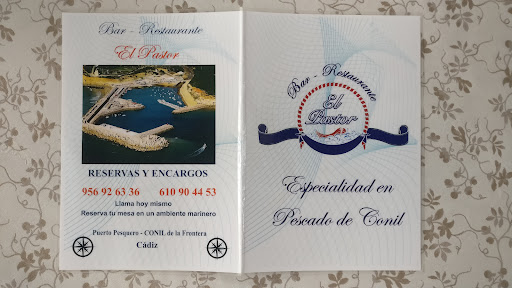 Bar - Restaurante
El Pastor
RESERVAS Y ENCARGOS
956 92 63 36 610 90 44 53
Llama hoy mismo
Reserva tu mesa en un ambiente marinero
Puerto Pesquero - CONIL de la Frontera
Cádiz
Bar - Restaurante
El
Pastor
Especialidad en
Pescado de Conil